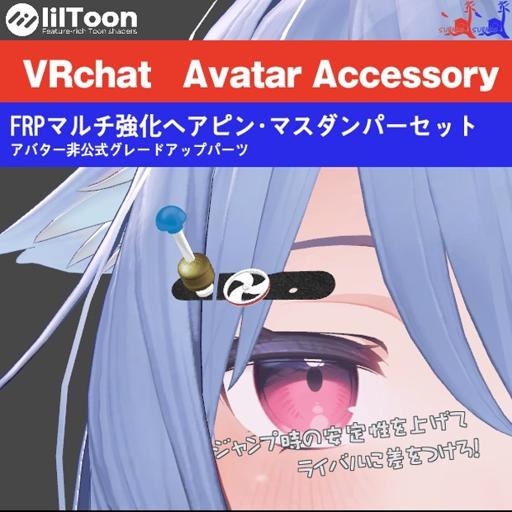 lilToon
Feature-rich Toon shaders
VRchat Avatar Accessory
FRPマルチ強化ヘアピン・マスダンパーセット
アバター非公式グレードアップパーツ
ジャンプ時の安定性を上げて
ライバルに差をつけろ!